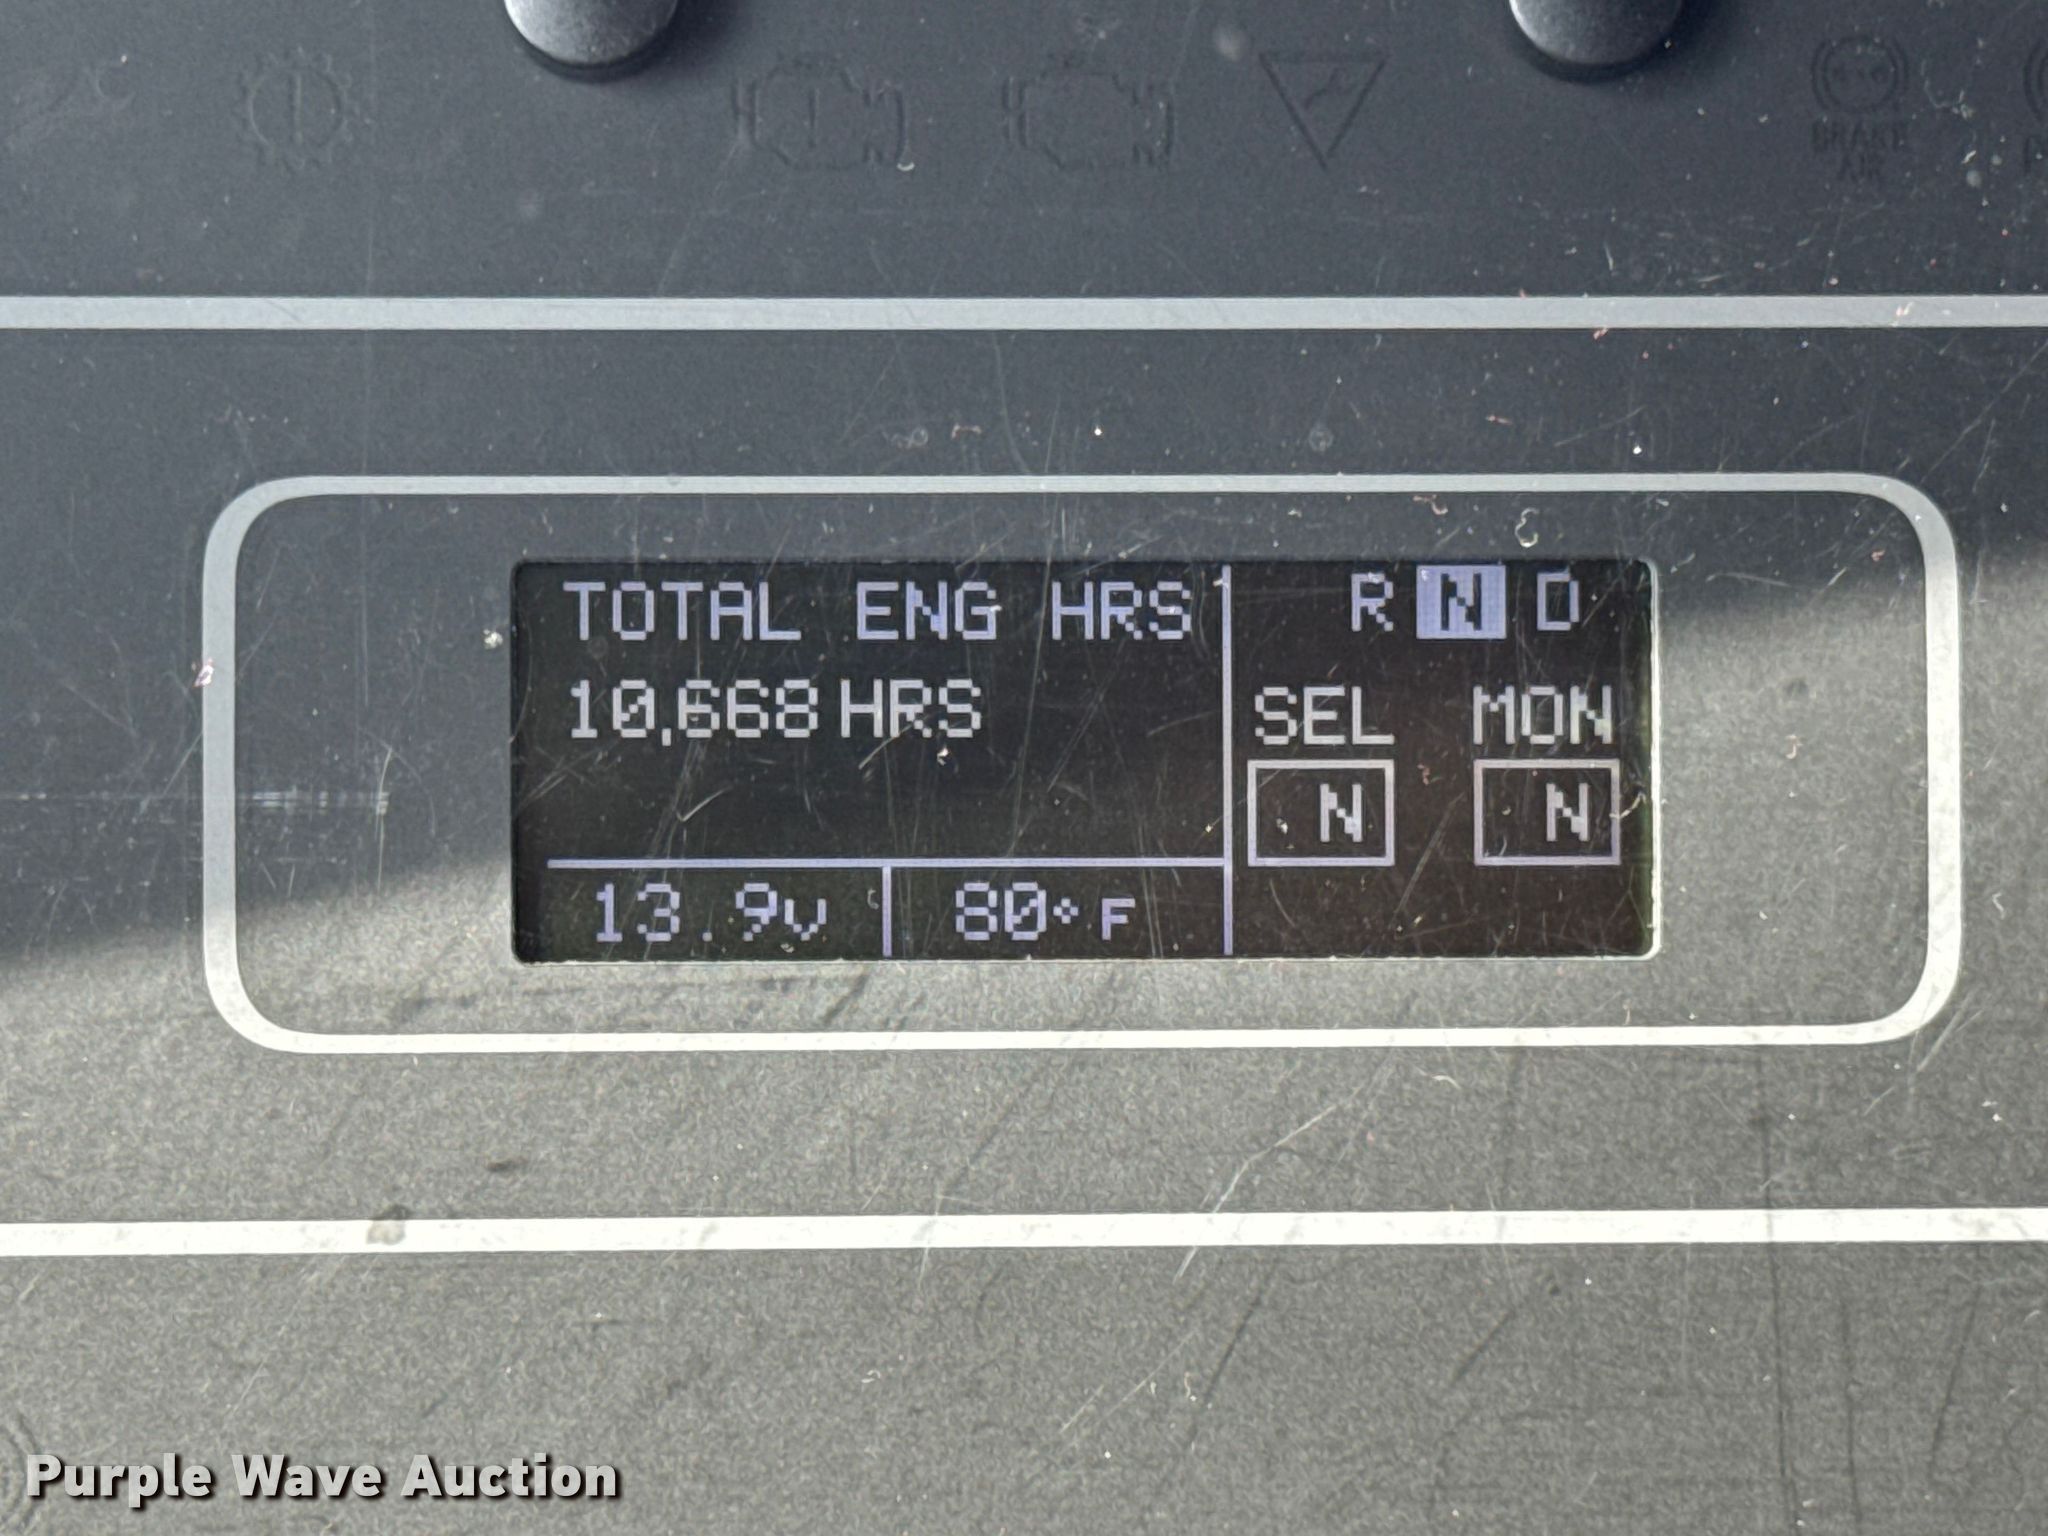 BRAKE
AIR
TOTAL ENG HRS
R N D
10,668 HRS
SEL MON
N N
13.9v 80°F
Purple Wave Auction